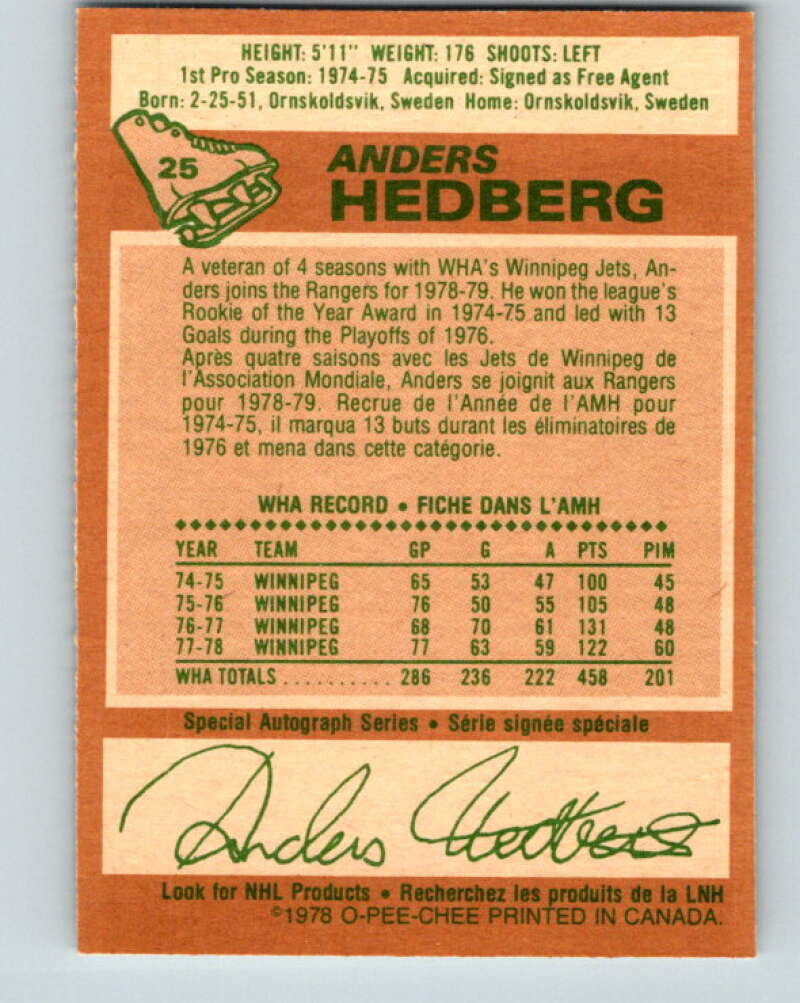 HEIGHT: 5'11" WEIGHT: 176 SHOOTS: LEFT
1st Pro Season: 1974-75 Acquired: Signed as Free Agent
Born: 2-25-51, Ornskoldsvik, Sweden Home: Ornskoldsvik, Sweden
25
ANDERS
HEDBERG
A veteran of 4 seasons with WHA's Winnipeg Jets, An-
ders joins the Rangers for 1978-79. He won the league's
Rookie of the Year Award in 1974-75 and led with 13
Goals during the Playoffs of 1976.
Après quatre saisons avec les Jets de Winnipeg de
l'Association Mondiale, Anders se joignit aux Rangers
pour 1978-79. Recrue de l'Année de l'AMH pour
1974-75, il marqua 13 buts durant les éliminatoires de
1976 et mena dans cette catégorie.
WHA RECORD • FICHE DANS L'AMH
YEAR TEAM GP G A PTS PIM
74-75 WINNIPEG 65 53 47 100 45
75-76 WINNIPEG 76 50 55 105 48
76-77 WINNIPEG 68 70 61 131 48
77-78 WINNIPEG 77 63 59 122 60
WHA TOTALS .......... 286 236 222 458 201
Special Autograph Series • Série signée spéciale
Anders Hedberg
Look for NHL Products • Recherchez les produits de la LNH
©1978 O-PEE-CHEE PRINTED IN CANADA.